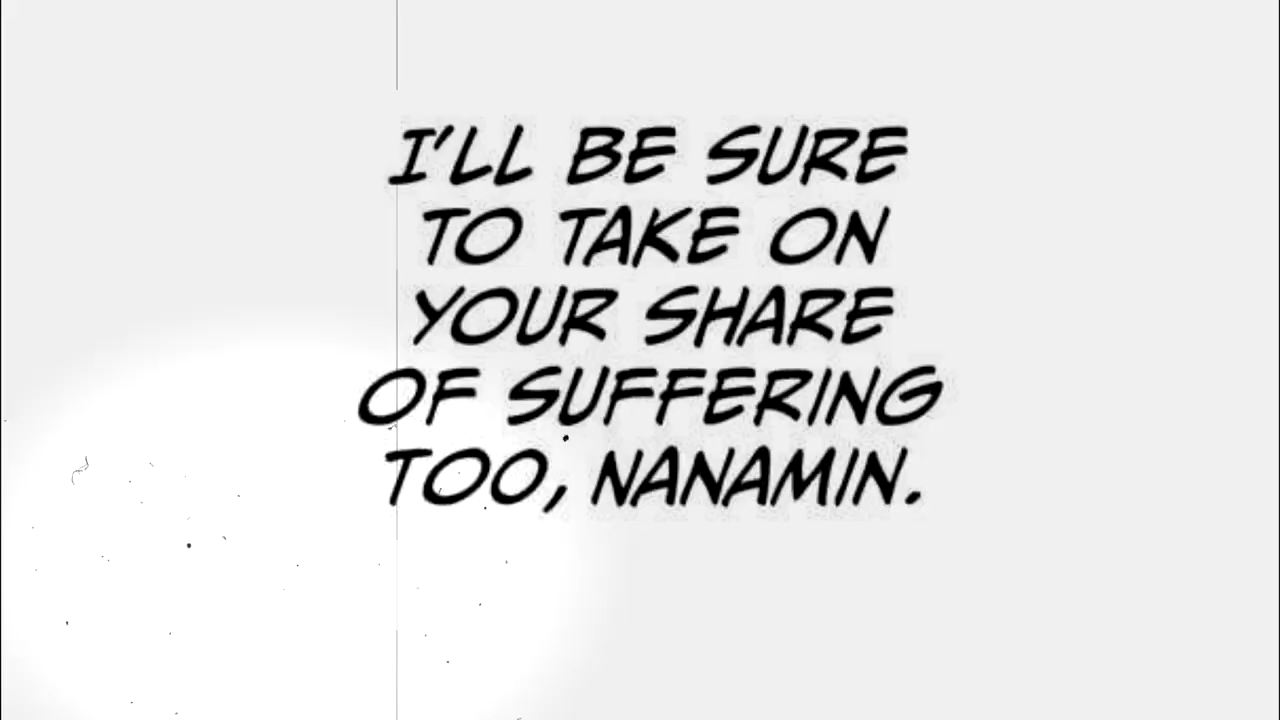 I'LL BE SURE
TO TAKE ON
YOUR SHARE
OF SUFFERING
TOO, NANAMIN.